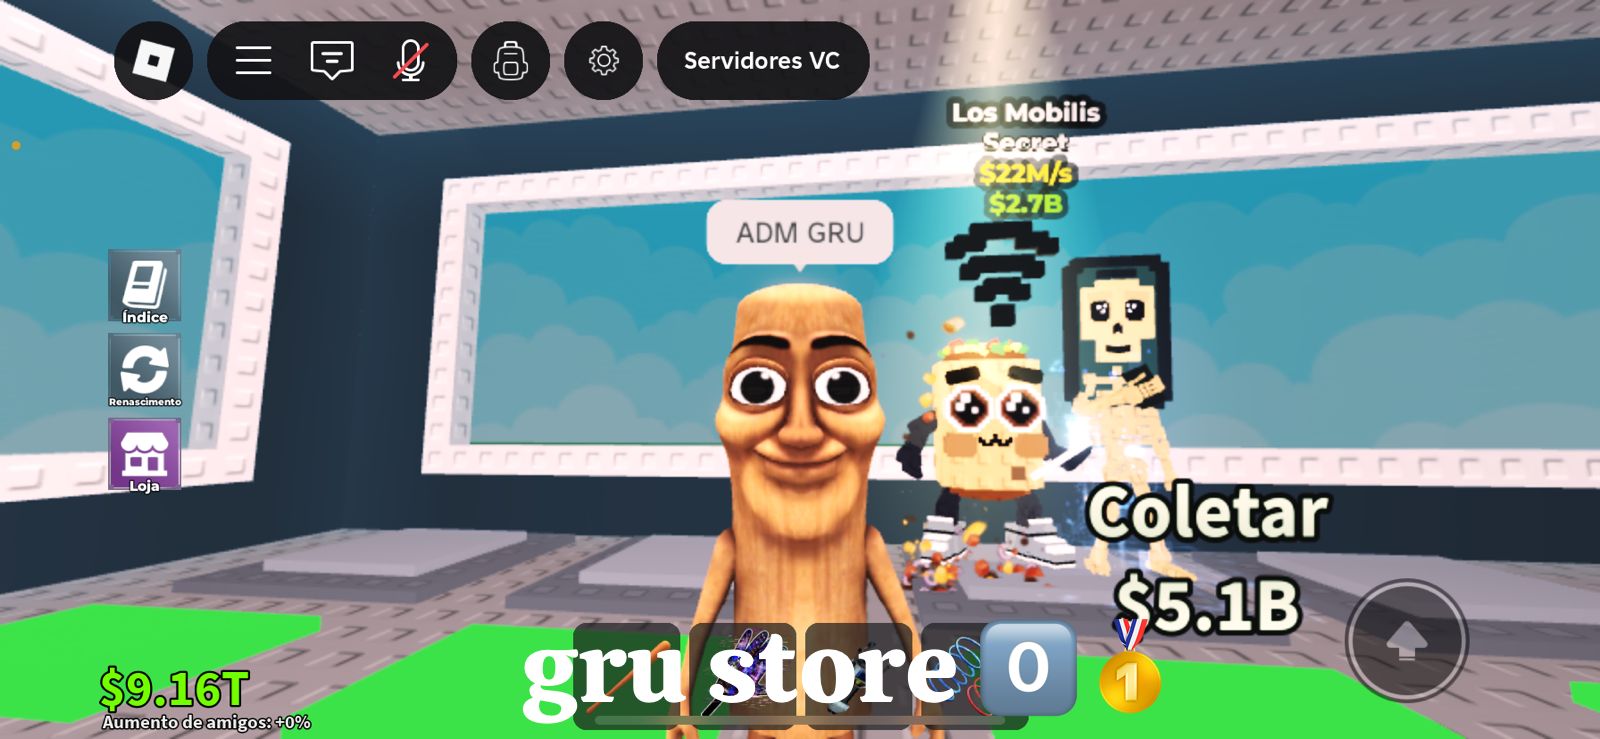 Servidores VC
Los Mobilis
Secret
$22M/s
$2.7B
ADM GRU
Índice
Renascimento
Loja
Coletar
$5.1B
gru store 0 1
$9.16T
Aumento de amigos: +0%